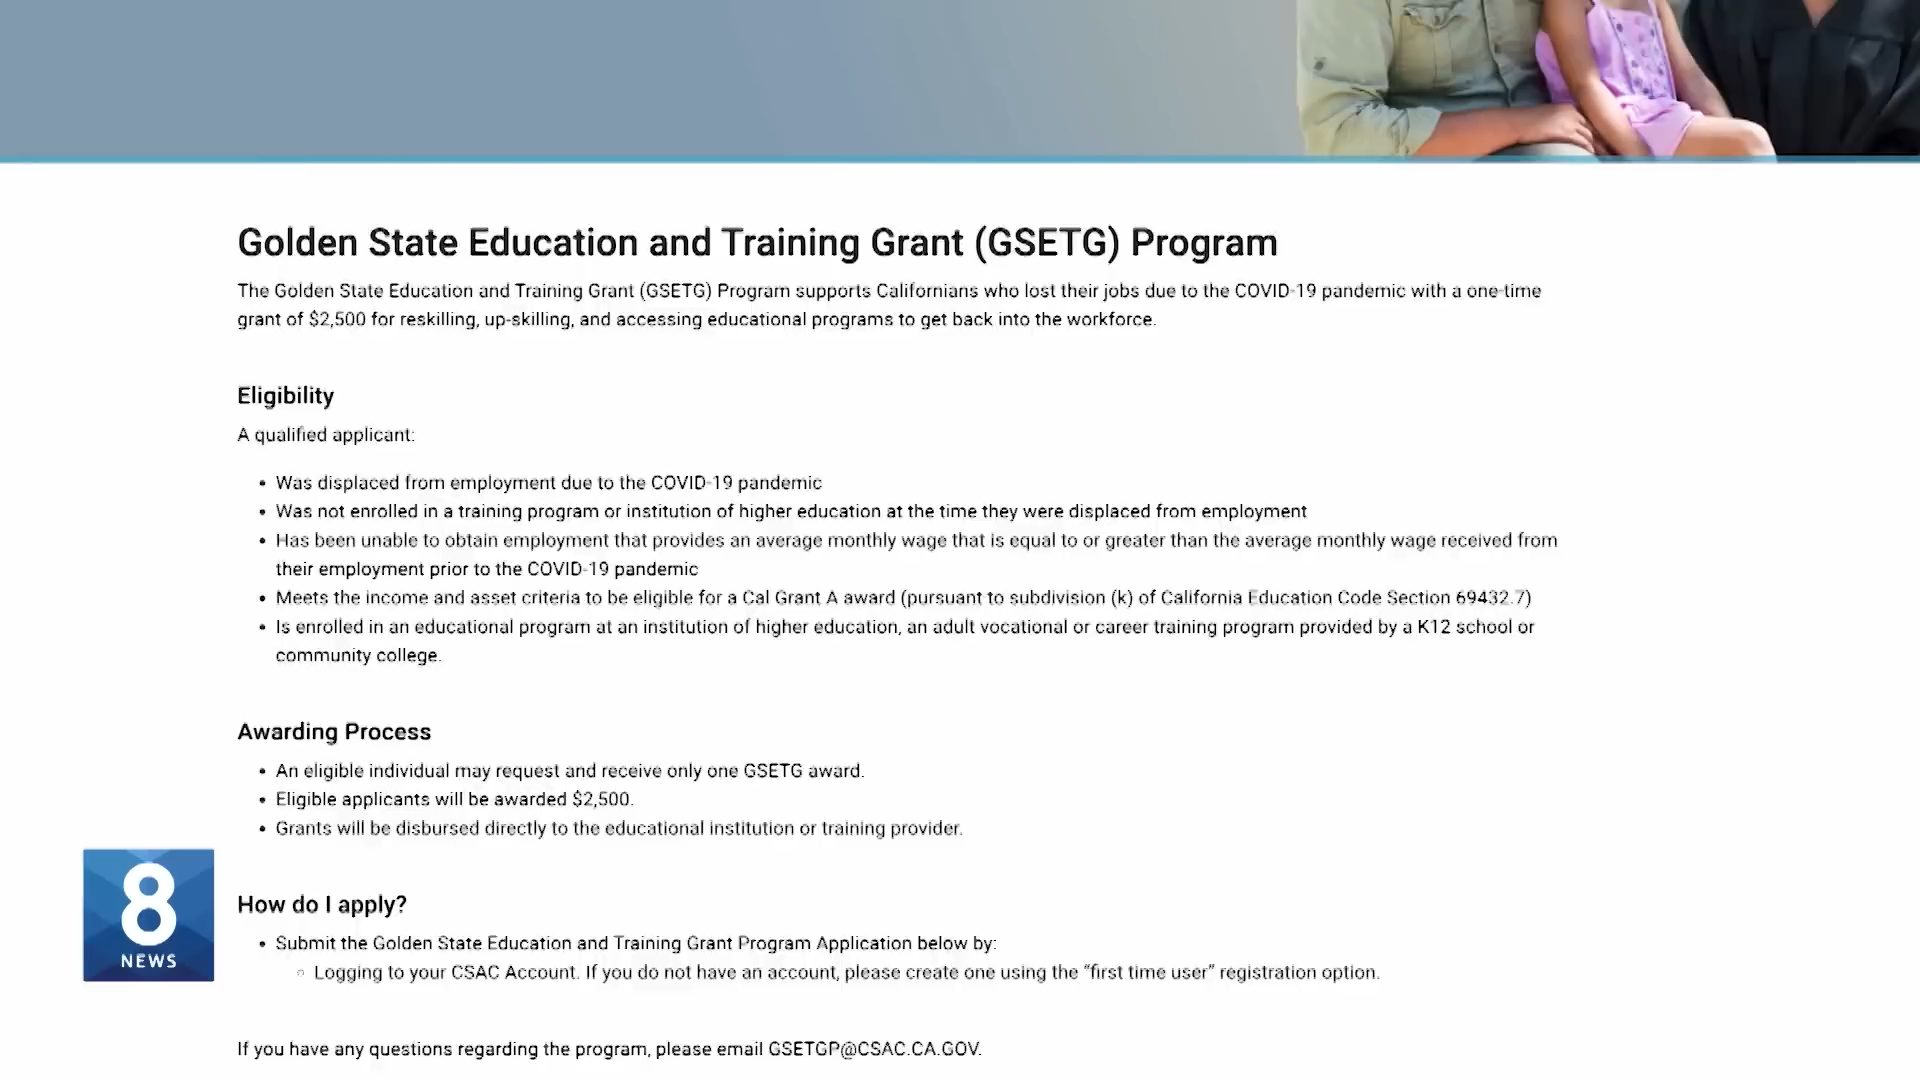 Golden State Education and Training Grant (GSETG) Program
The Golden State Education and Training Grant (GSETG) Program supports Californians who lost their jobs due to the COVID-19 pandemic with a one-time
grant of $2,500 for reskilling, up-skilling, and accessing educational programs to get back into the workforce.
Eligibility
A qualified applicant:
• Was displaced from employment due to the COVID-19 pandemic
• Was not enrolled in a training program or institution of higher education at the time they were displaced from employment
• Has been unable to obtain employment that provides an average monthly wage that is equal to or greater than the average monthly wage received from
their employment prior to the COVID-19 pandemic
• Meets the income and asset criteria to be eligible for a Cal Grant A award (pursuant to subdivision (k) of California Education Code Section 69432.7)
• Is enrolled in an educational program at an institution of higher education, an adult vocational or career training program provided by a K12 school or
community college.
Awarding Process
• An eligible individual may request and receive only one GSETG award.
• Eligible applicants will be awarded $2,500.
• Grants will be disbursed directly to the educational institution or training provider.
8
NEWS
How do I apply?
• Submit the Golden State Education and Training Grant Program Application below by:
◦ Logging to your CSAC Account. If you do not have an account, please create one using the “first time user” registration option.
If you have any questions regarding the program, please email GSETGP@CSAC.CA.GOV.